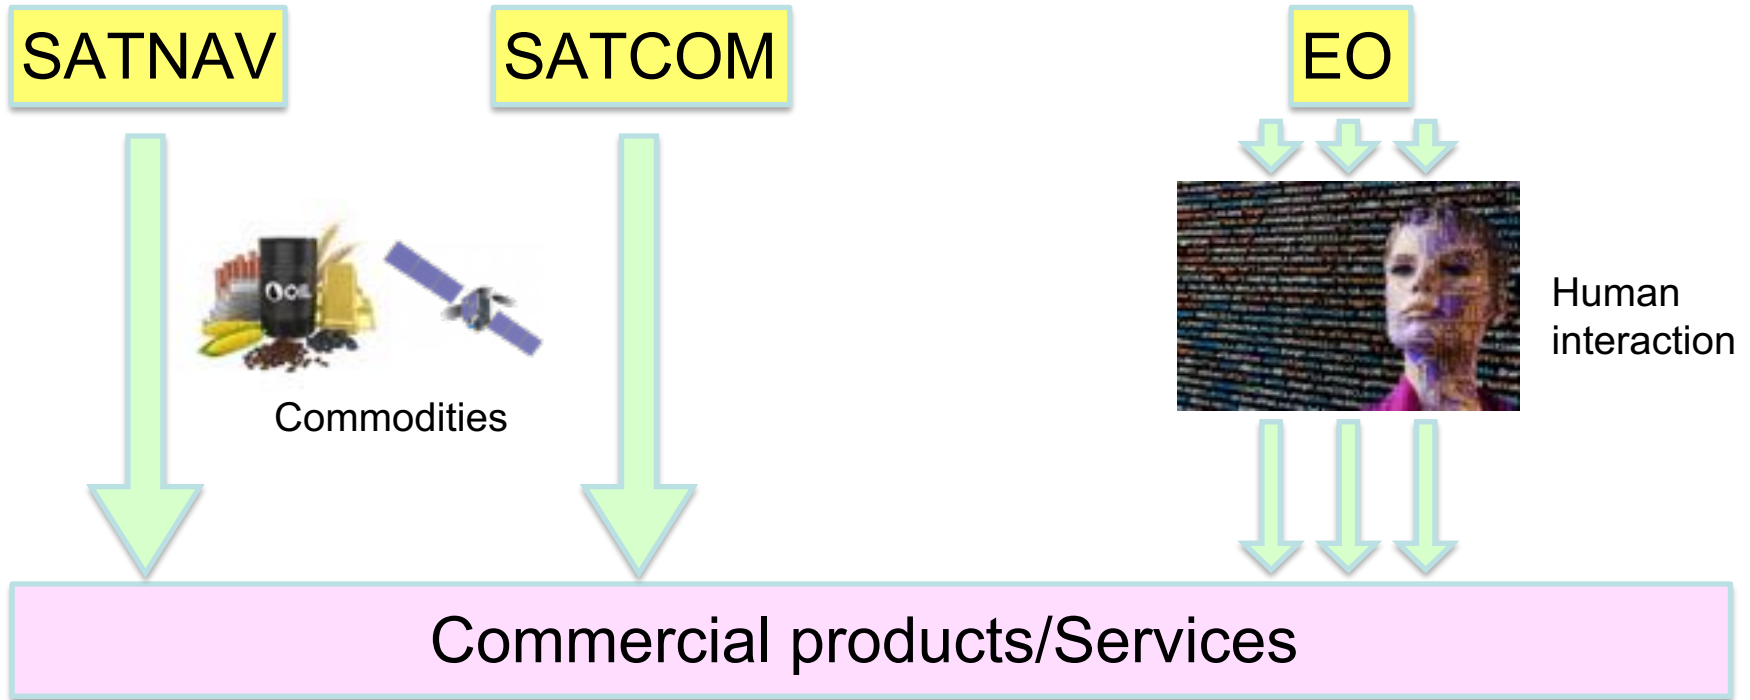 SATNAV
SATCOM
EO
OIL
Human
interaction
Commodities
Commercial products/Services